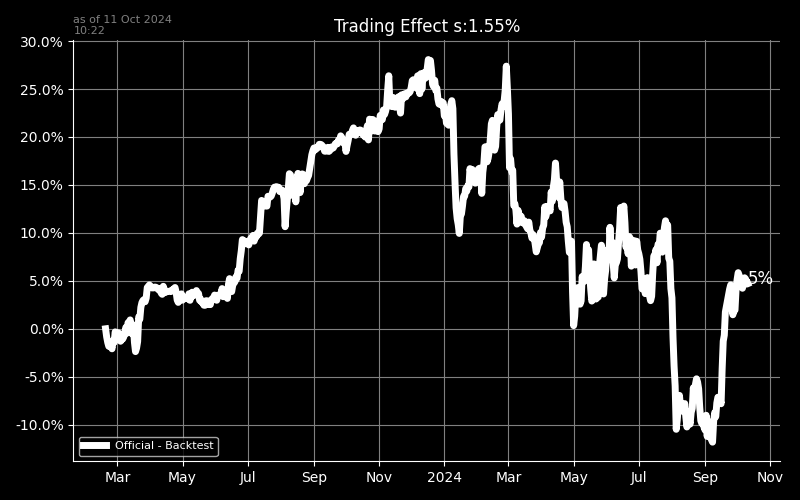 as of 11 Oct 2024
10:22
Trading Effect s:1.55%
30.0%
25.0%
20.0%
15.0%
10.0%
5.0%
0.0%
-5.0%
-10.0%
5%
Official - Backtest
Mar
May
Jul
Sep
Nov
2024
Mar
May
Jul
Sep
Nov